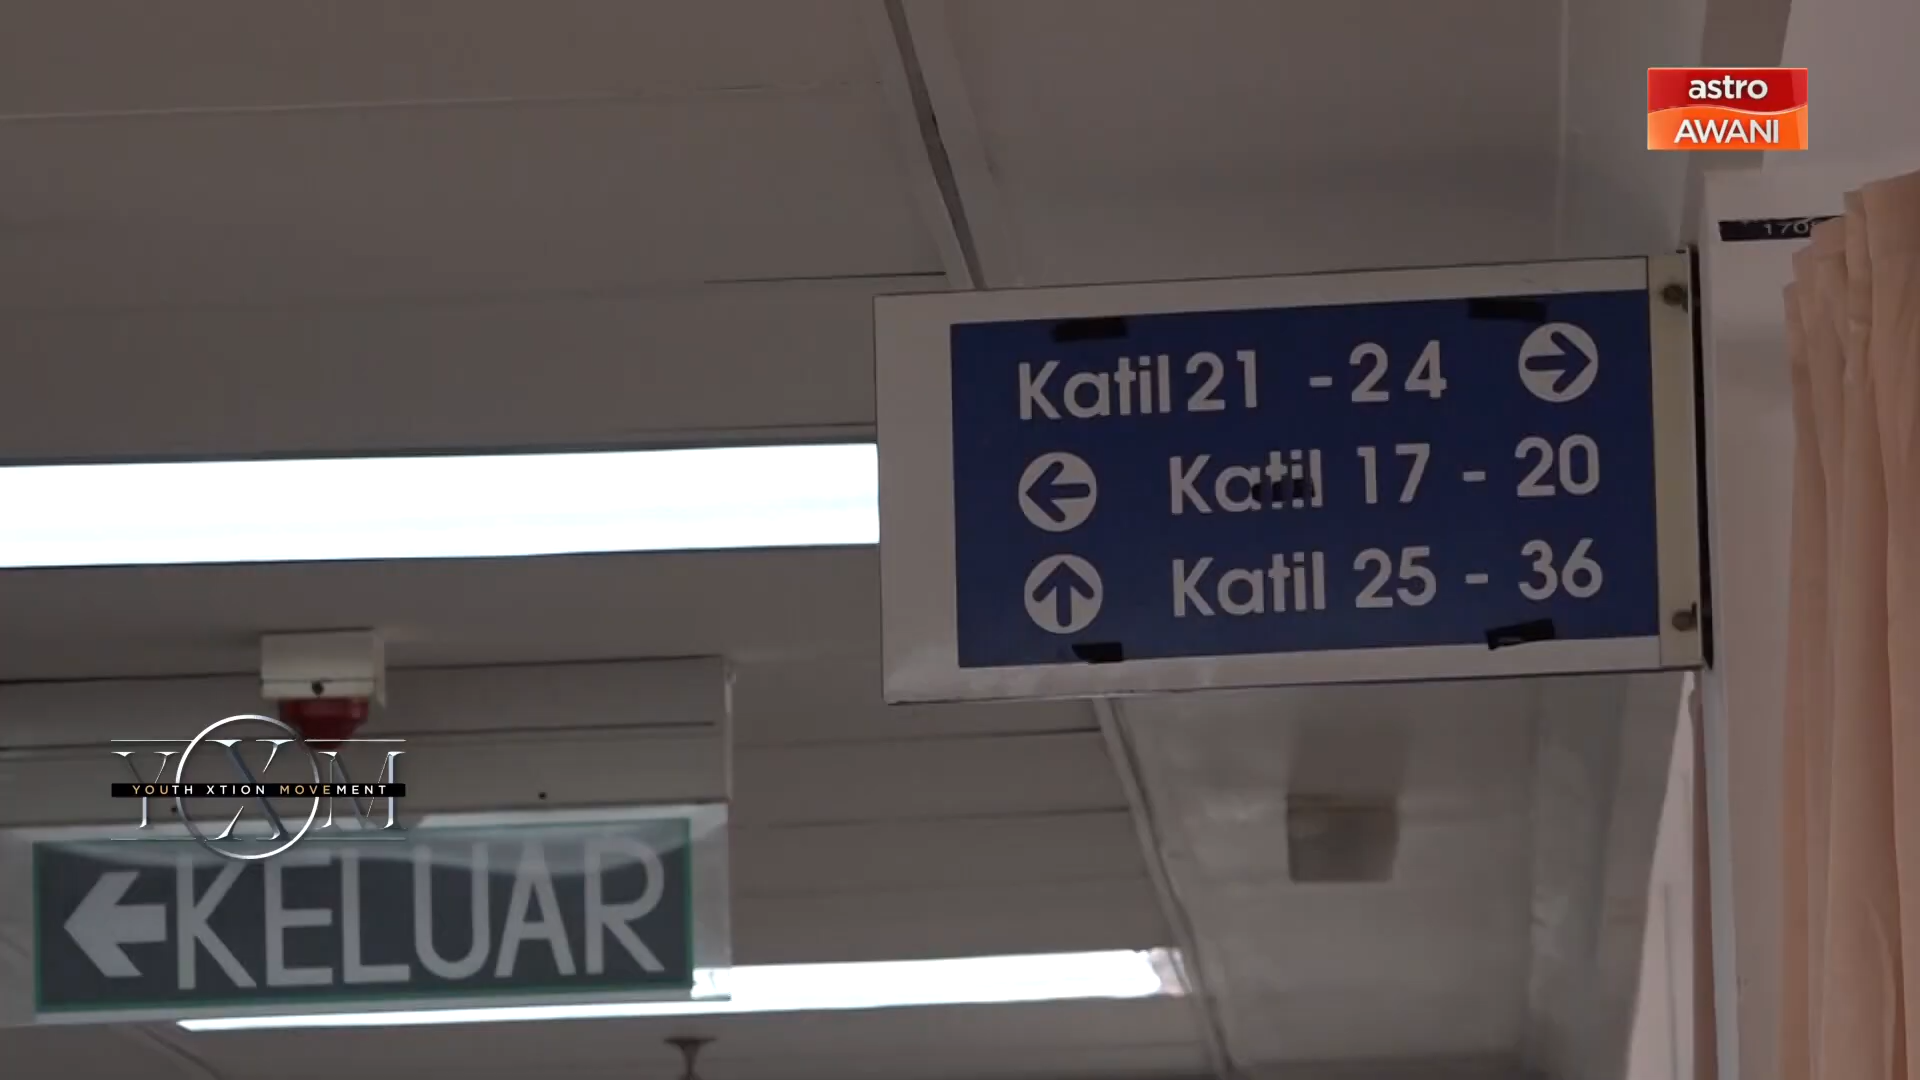 astro
AWANI
Katil 21 - 24
Katil 17 - 20
Katil 25 - 36
YXM
YOUTH XTION MOVEMENT
KELUAR